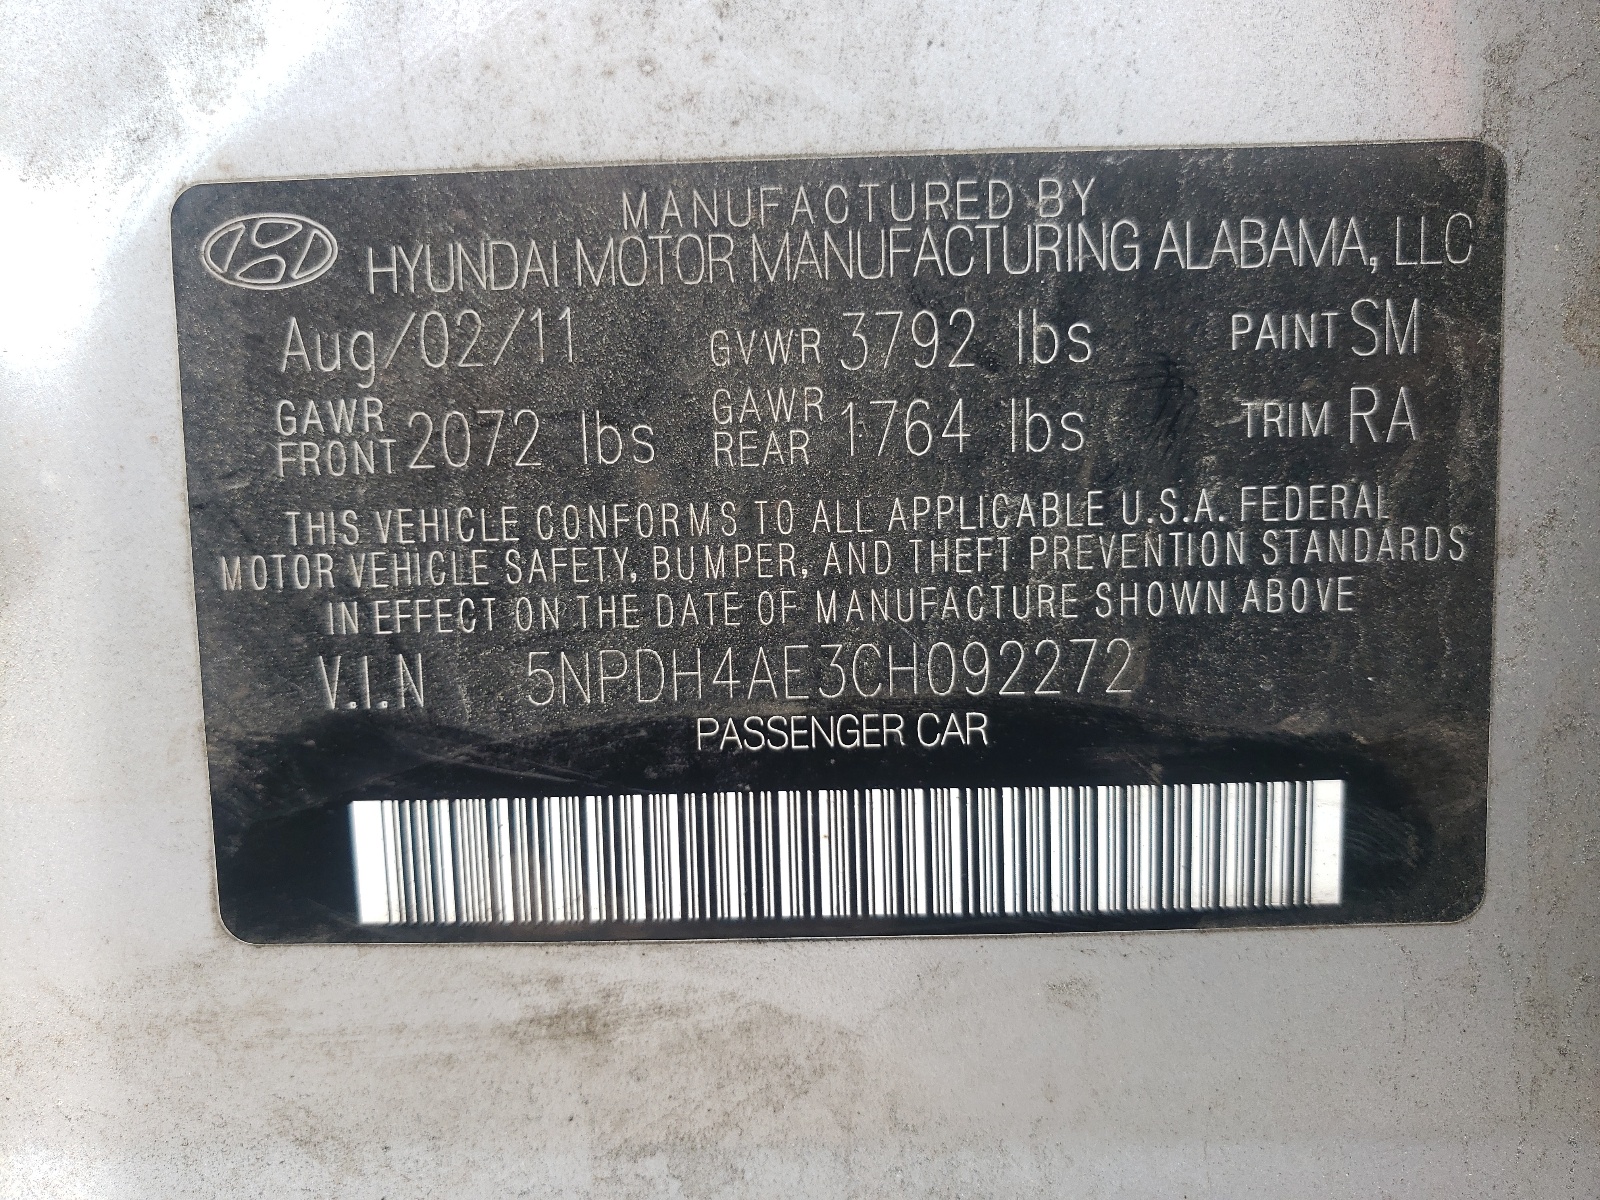 MANUFACTURED BY
HYUNDAI MOTOR MANUFACTURING ALABAMA, LLC
Aug/02/11 GVWR 3792 lbs PAINT SM
GAWR FRONT 2072 lbs GAWR REAR 1764 lbs TRIM RA
THIS VEHICLE CONFORMS TO ALL APPLICABLE U.S.A. FEDERAL
MOTOR VEHICLE SAFETY, BUMPER, AND THEFT PREVENTION STANDARDS
IN EFFECT ON THE DATE OF MANUFACTURE SHOWN ABOVE
V.I.N 5NPDH4AE3CH092272
PASSENGER CAR